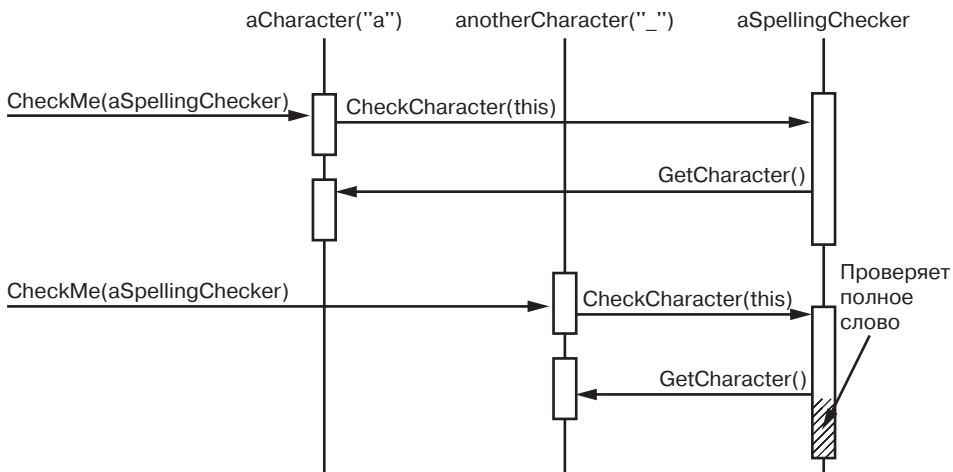 aCharacter("a")
anotherCharacter("_")
aSpellingChecker
CheckMe(aSpellingChecker)
CheckCharacter(this)
GetCharacter()
CheckMe(aSpellingChecker)
CheckCharacter(this)
Проверяет
полное
слово
GetCharacter()